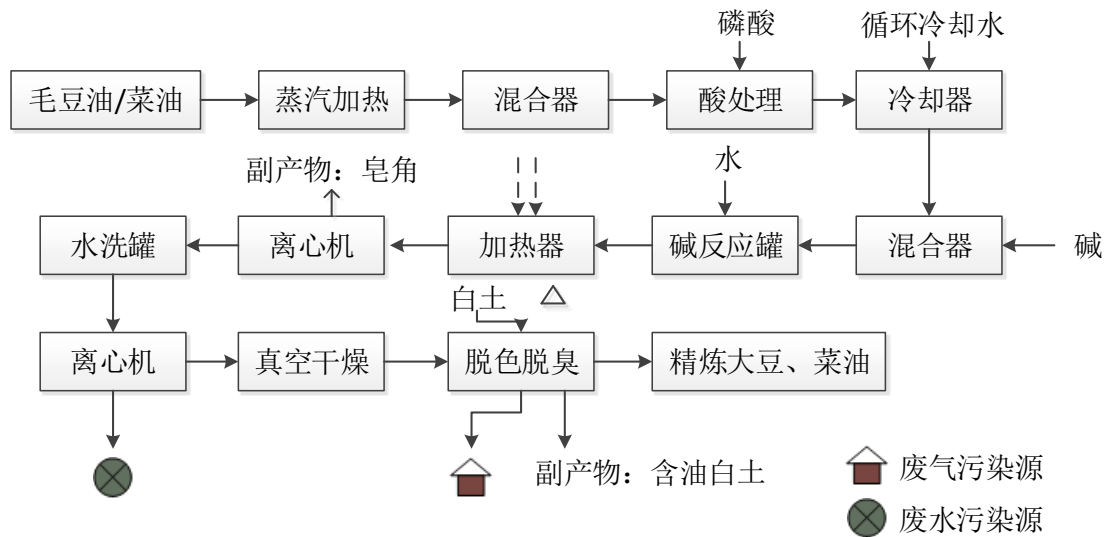 磷酸 循环冷却水
毛豆油/菜油 蒸汽加热 混合器 酸处理 冷却器
副产物：皂角 水
水洗罐 离心机 加热器 碱反应罐 混合器 碱
白土
离心机 真空干燥 脱色脱臭 精炼大豆、菜油
副产物：含油白土 废气污染源
废水污染源